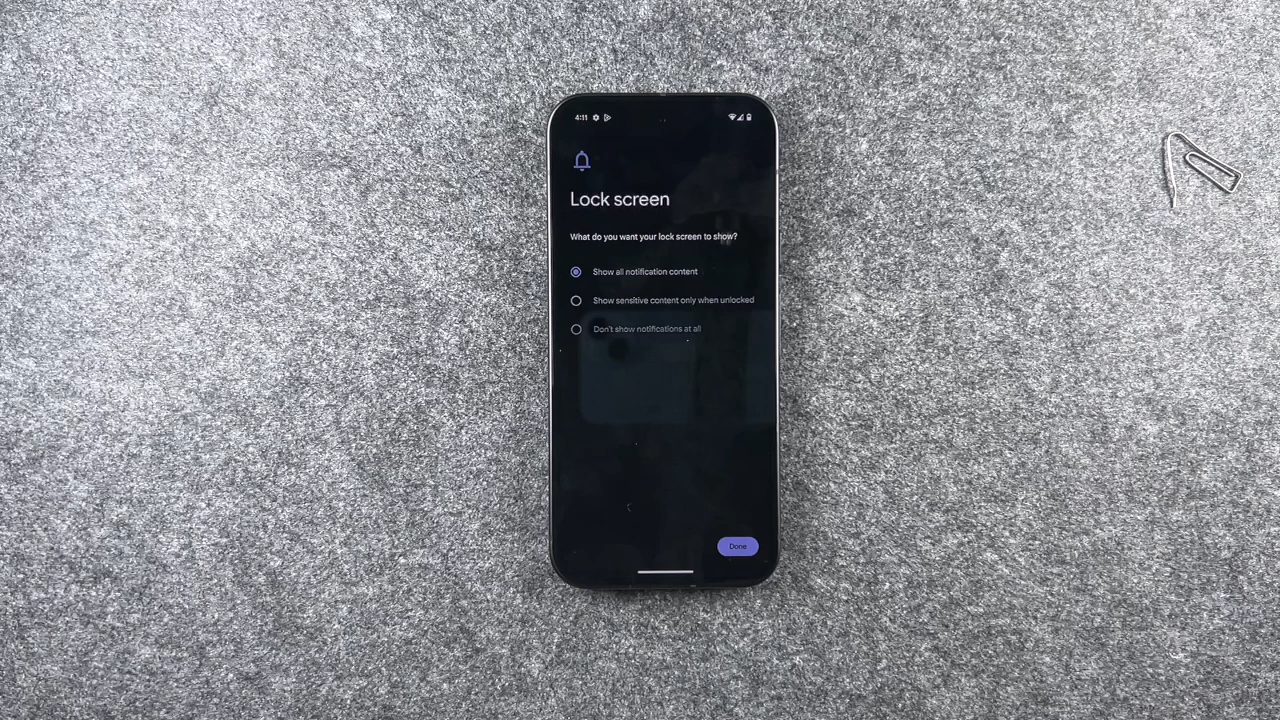 4:11
Lock screen
What do you want your lock screen to show?
Show all notification content
Show sensitive content only when unlocked
Don't show notifications at all
Done